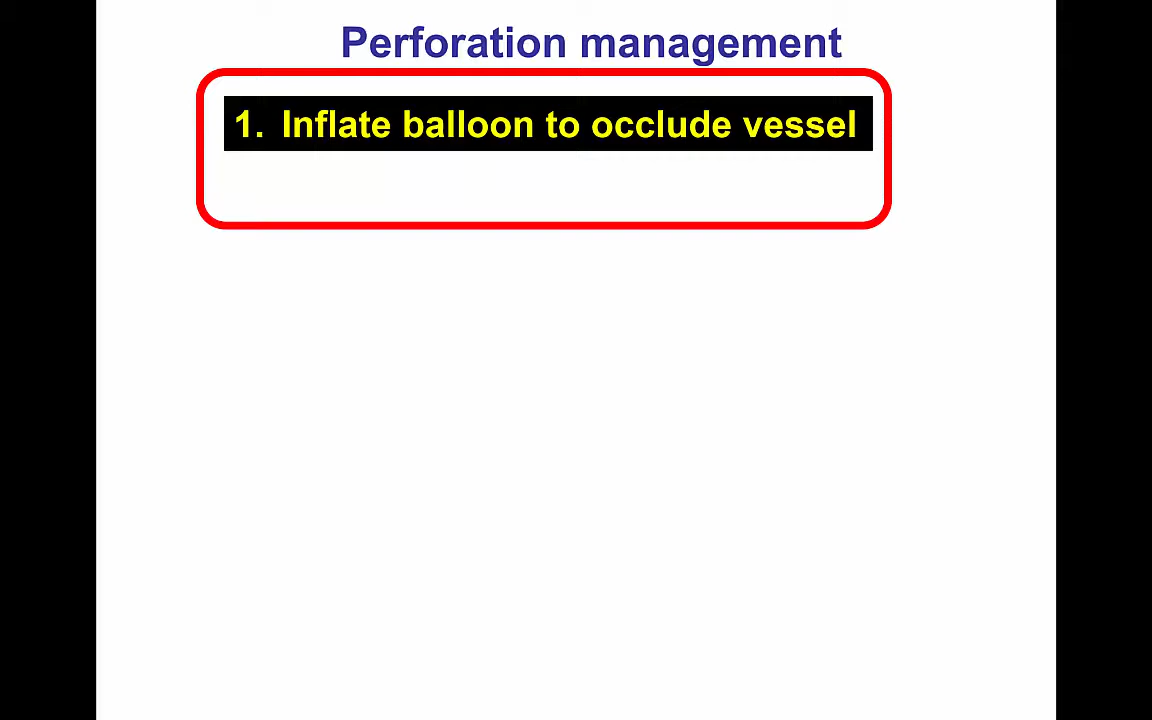 Perforation management
1. Inflate balloon to occlude vessel